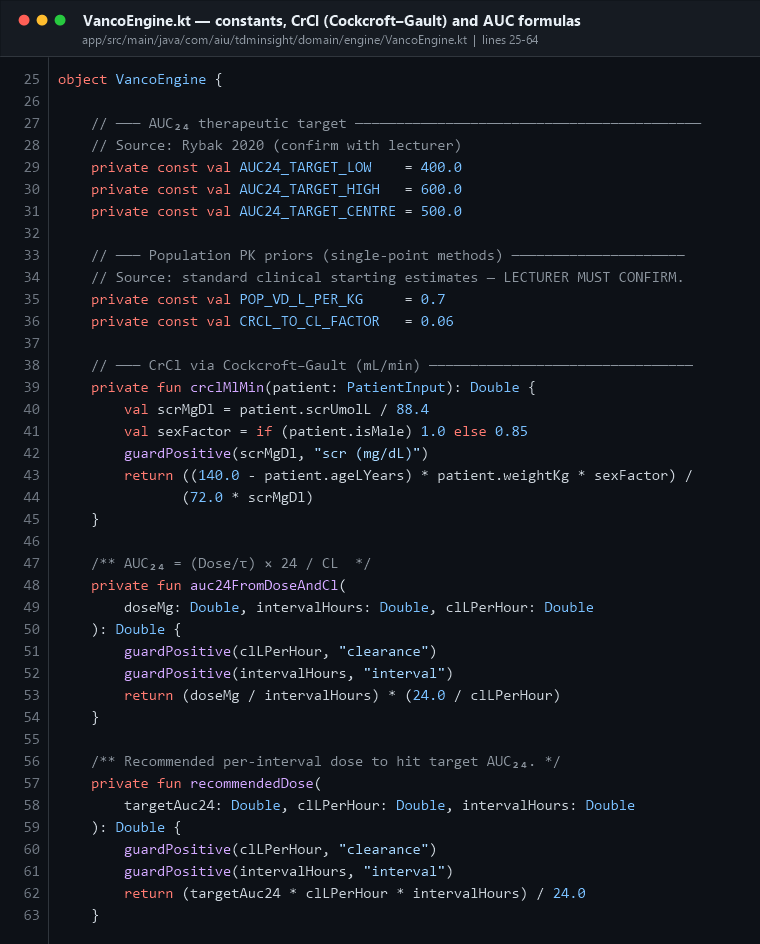 VancoEngine.kt — constants, CrCl (Cockcroft–Gault) and AUC formulas
app/src/main/java/com/aiu/tdminsight/domain/engine/VancoEngine.kt | lines 25-64
25 object VancoEngine {
26
27     // ─── AUC₂₄ therapeutic target ──────────────────────────────────────────
28     // Source: Rybak 2020 (confirm with lecturer)
29     private const val AUC24_TARGET_LOW    = 400.0
30     private const val AUC24_TARGET_HIGH   = 600.0
31     private const val AUC24_TARGET_CENTRE = 500.0
32
33     // ─── Population PK priors (single-point methods) ─────────────────────
34     // Source: standard clinical starting estimates — LECTURER MUST CONFIRM.
35     private const val POP_VD_L_PER_KG     = 0.7
36     private const val CRCL_TO_CL_FACTOR   = 0.06
37
38     // ─── CrCl via Cockcroft–Gault (mL/min) ────────────────────────────────
39     private fun crclMlMin(patient: PatientInput): Double {
40         val scrMgDl = patient.scrUmolL / 88.4
41         val sexFactor = if (patient.isMale) 1.0 else 0.85
42         guardPositive(scrMgDl, "scr (mg/dL)")
43         return ((140.0 - patient.ageLYears) * patient.weightKg * sexFactor) /
44                (72.0 * scrMgDl)
45     }
46
47     /** AUC₂₄ = (Dose/τ) × 24 / CL  */
48     private fun auc24FromDoseAndCl(
49         doseMg: Double, intervalHours: Double, clLPerHour: Double
50     ): Double {
51         guardPositive(clLPerHour, "clearance")
52         guardPositive(intervalHours, "interval")
53         return (doseMg / intervalHours) * (24.0 / clLPerHour)
54     }
55
56     /** Recommended per-interval dose to hit target AUC₂₄. */
57     private fun recommendedDose(
58         targetAuc24: Double, clLPerHour: Double, intervalHours: Double
59     ): Double {
60         guardPositive(clLPerHour, "clearance")
61         guardPositive(intervalHours, "interval")
62         return (targetAuc24 * clLPerHour * intervalHours) / 24.0
63     }